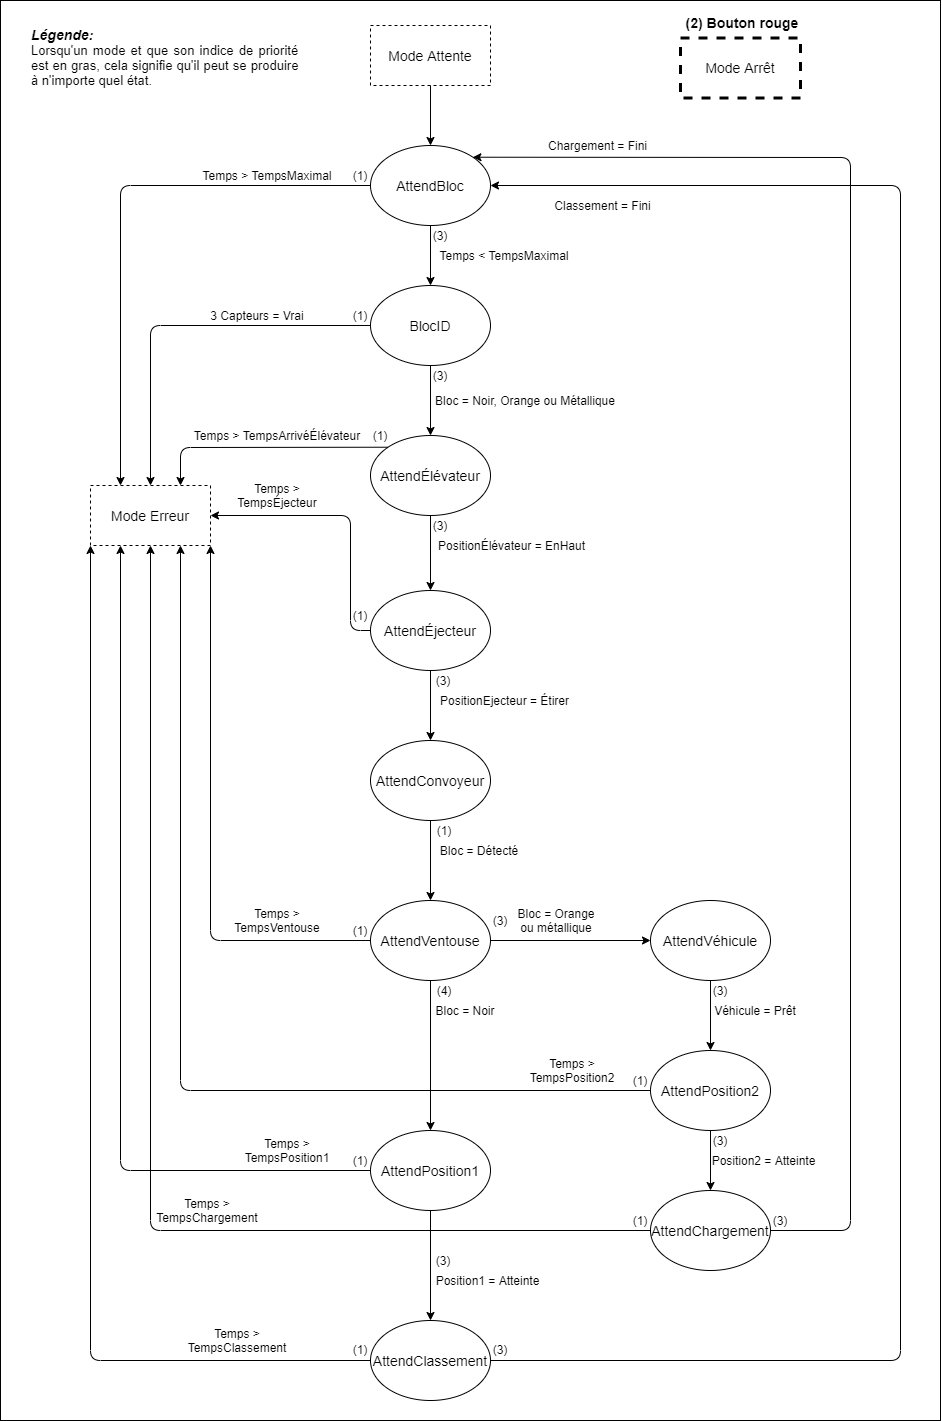 Légende:
Lorsqu'un mode et que son indice de priorité
est en gras, cela signifie qu'il peut se produire
à n'importe quel état.
Mode Attente
(2) Bouton rouge
Mode Arrêt
Chargement = Fini
Temps > TempsMaximal
(1)
AttendBloc
Classement = Fini
(3)
Temps < TempsMaximal
3 Capteurs = Vrai
(1)
BlocID
(3)
Bloc = Noir, Orange ou Métallique
Temps > TempsArrivéÉlévateur
(1)
AttendÉlévateur
Mode Erreur
Temps >
TempsÉjecteur
(3)
PositionÉlévateur = EnHaut
(1)
AttendÉjecteur
(3)
PositionEjecteur = Étirer
AttendConvoyeur
(1)
Bloc = Détecté
Temps >
TempsVentouse
(1)
AttendVentouse
(3)
Bloc = Orange
ou métallique
AttendVéhicule
(4)
Bloc = Noir
(3)
Véhicule = Prêt
Temps >
TempsPosition2
(1)
AttendPosition2
Temps >
TempsPosition1
(1)
AttendPosition1
(3)
Position2 = Atteinte
Temps >
TempsChargement
(1)
AttendChargement
(3)
(3)
Position1 = Atteinte
Temps >
TempsClassement
(1)
AttendClassement
(3)